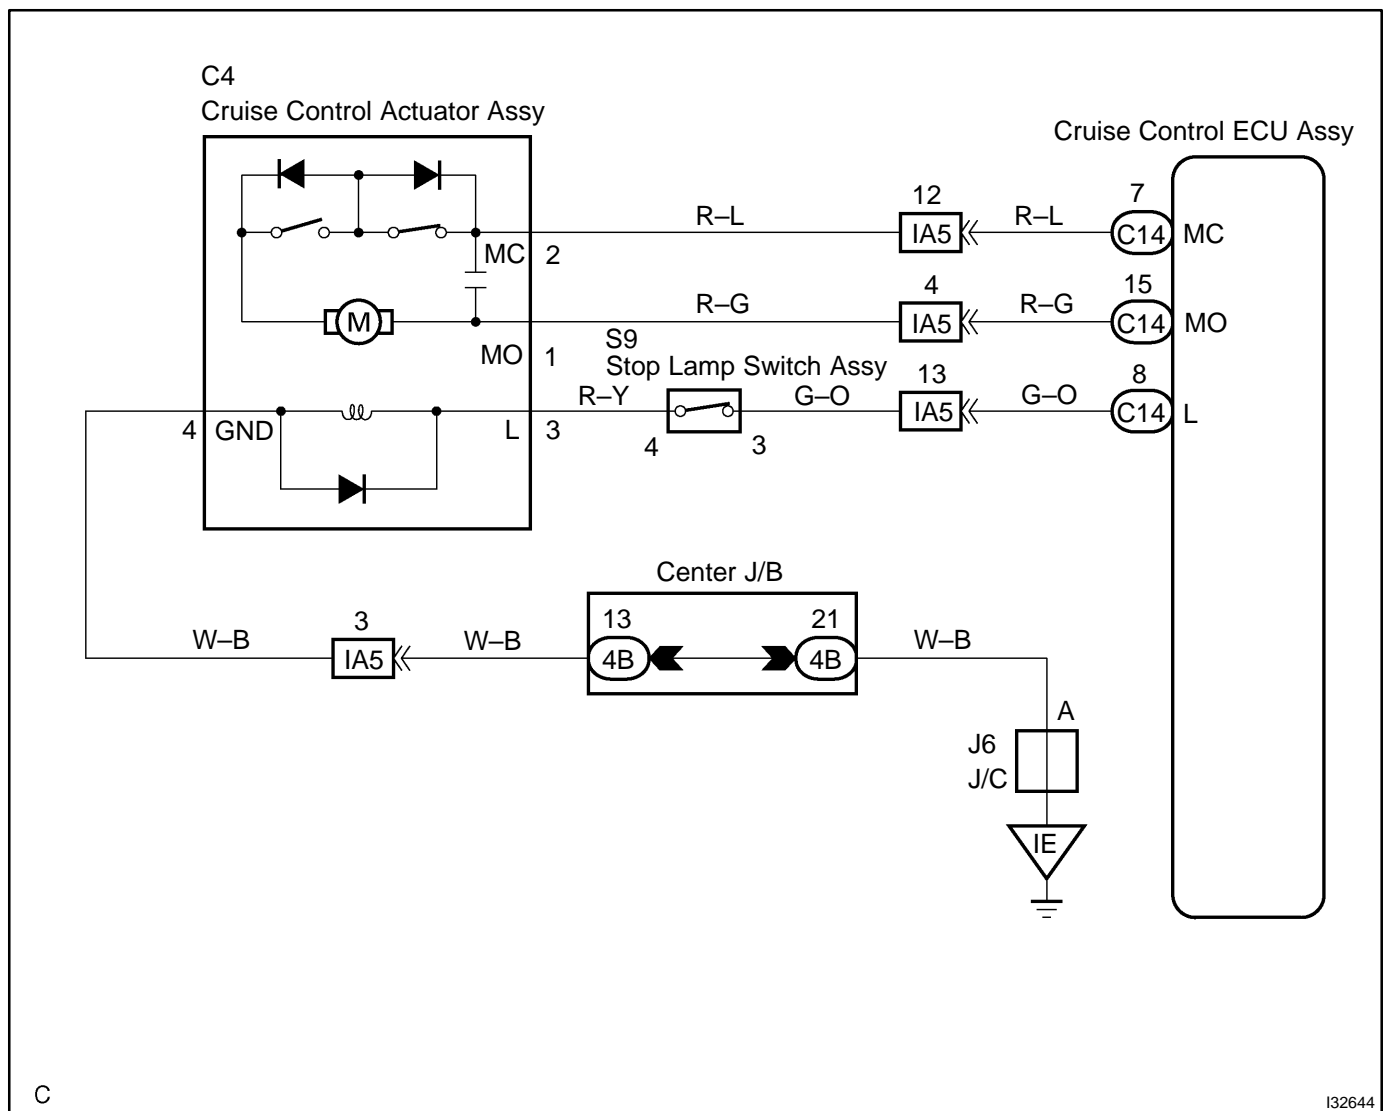 C4
Cruise Control Actuator Assy
Cruise Control ECU Assy
R–L
12
IA5
R–L
7
C14
MC
MC
2
R–G
4
IA5
R–G
15
C14
MO
M
MO
1
S9
Stop Lamp Switch Assy
R–Y
4
3
G–O
13
IA5
G–O
8
C14
L
4
GND
L
3
Center J/B
W–B
3
IA5
W–B
13
4B
21
4B
W–B
A
J6
J/C
IE
C
I32644